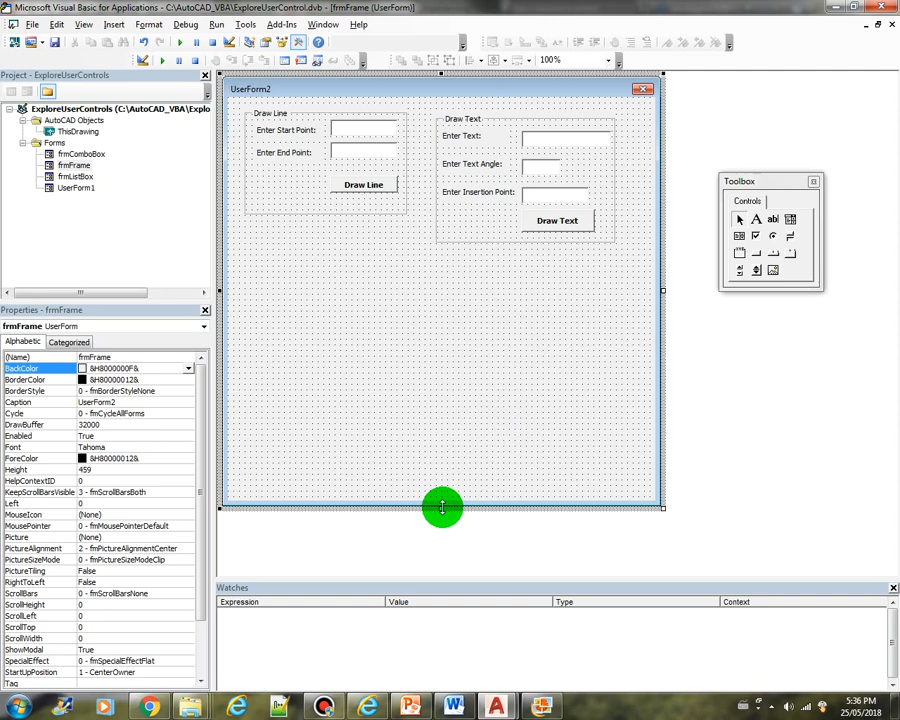 Microsoft Visual Basic for Applications - C:\AutoCAD_VBA\ExploreUserControl.dvb - [frmFrame (UserForm)]
File Edit View Insert Format Debug Run Tools Add-Ins Window Help
100%
Project - ExploreUserControls
ExploreUserControls (C:\AutoCAD_VBA\Explo
AutoCAD Objects
ThisDrawing
Forms
frmComboBox
frmFrame
frmListBox
UserForm1
UserForm2
Draw Line
Enter Start Point:
Enter End Point:
Draw Line
Draw Text
Enter Text:
Enter Text Angle:
Enter Insertion Point:
Draw Text
Toolbox
Controls
A ab|
Properties - frmFrame
frmFrame UserForm
Alphabetic Categorized
(Name) frmFrame
BackColor &H8000000F&
BorderColor &H80000012&
BorderStyle 0 - fmBorderStyleNone
Caption UserForm2
Cycle 0 - fmCycleAllForms
DrawBuffer 32000
Enabled True
Font Tahoma
ForeColor &H80000012&
Height 459
HelpContextID 0
KeepScrollBarsVisible 3 - fmScrollBarsBoth
Left 0
MouseIcon (None)
MousePointer 0 - fmMousePointerDefault
Picture (None)
PictureAlignment 2 - fmPictureAlignmentCenter
PictureSizeMode 0 - fmPictureSizeModeClip
PictureTiling False
RightToLeft False
ScrollBars 0 - fmScrollBarsNone
ScrollHeight 0
ScrollLeft 0
ScrollTop 0
ScrollWidth 0
ShowModal True
SpecialEffect 0 - fmSpecialEffectFlat
StartUpPosition 1 - CenterOwner
Tag
Watches
Expression Value Type Context
5:36 PM
25/05/2018